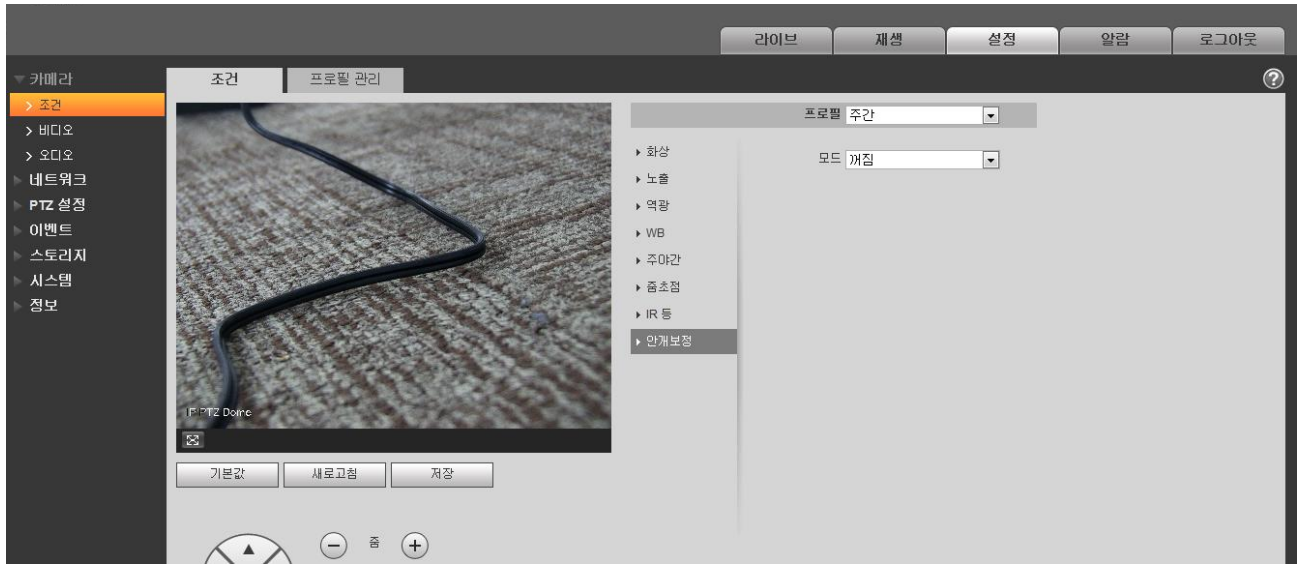 라이브 재생 설정 알람 로그아웃
카메라
조건
비디오
오디오
네트워크
PTZ 설정
이벤트
스토리지
시스템
정보
조건 프로필 관리
IP PTZ Dome
기본값 새로고침 저장
줌
프로필 주간
화상
노출
역광
WB
주야간
줌초점
IR 등
안개보정
모드 꺼짐